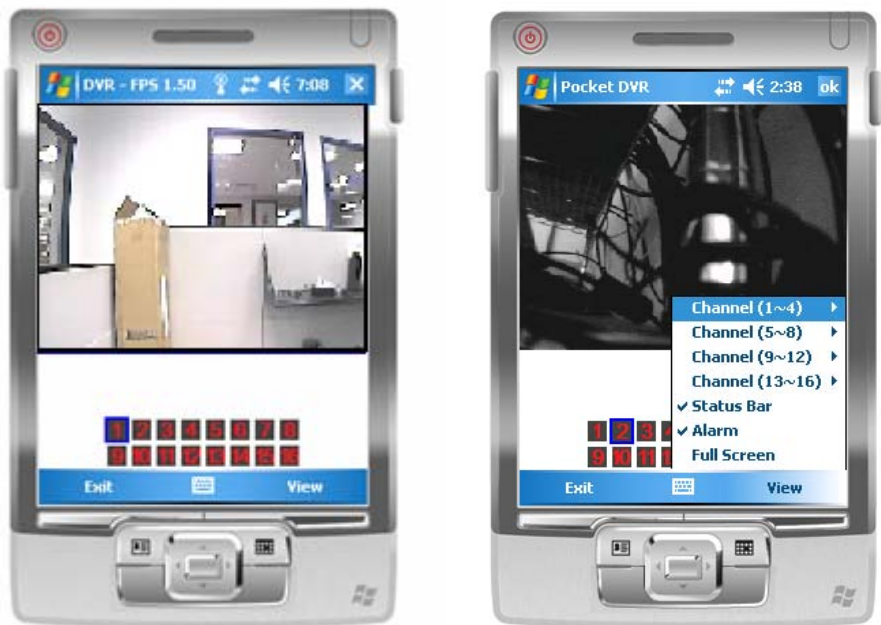 DVR - FPS 1.50 7:08
1 2 3 4 5 6 7 8
9 10 11 12 13 14 15 16
Exit View
Pocket DVR 2:38 ok
Channel (1~4)
Channel (5~8)
Channel (9~12)
Channel (13~16)
Status Bar
Alarm
Full Screen
1 2 3 4
9 10 11
Exit View